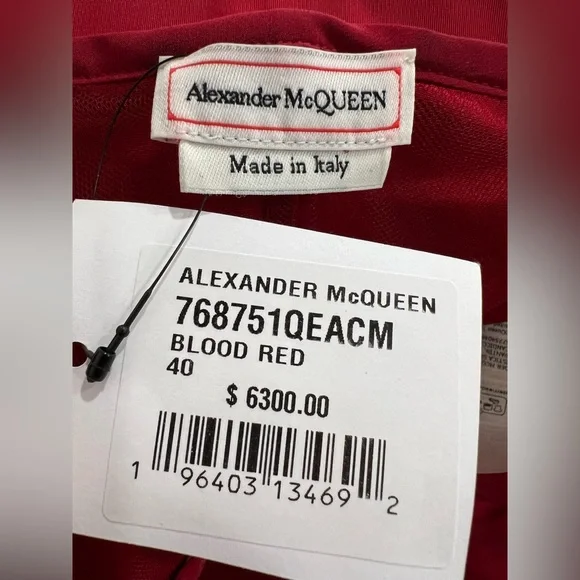 Alexander McQUEEN
Made in Italy
ALEXANDER McQUEEN
768751QEACM
BLOOD RED
40
$ 6300.00
1 96403 13469 2